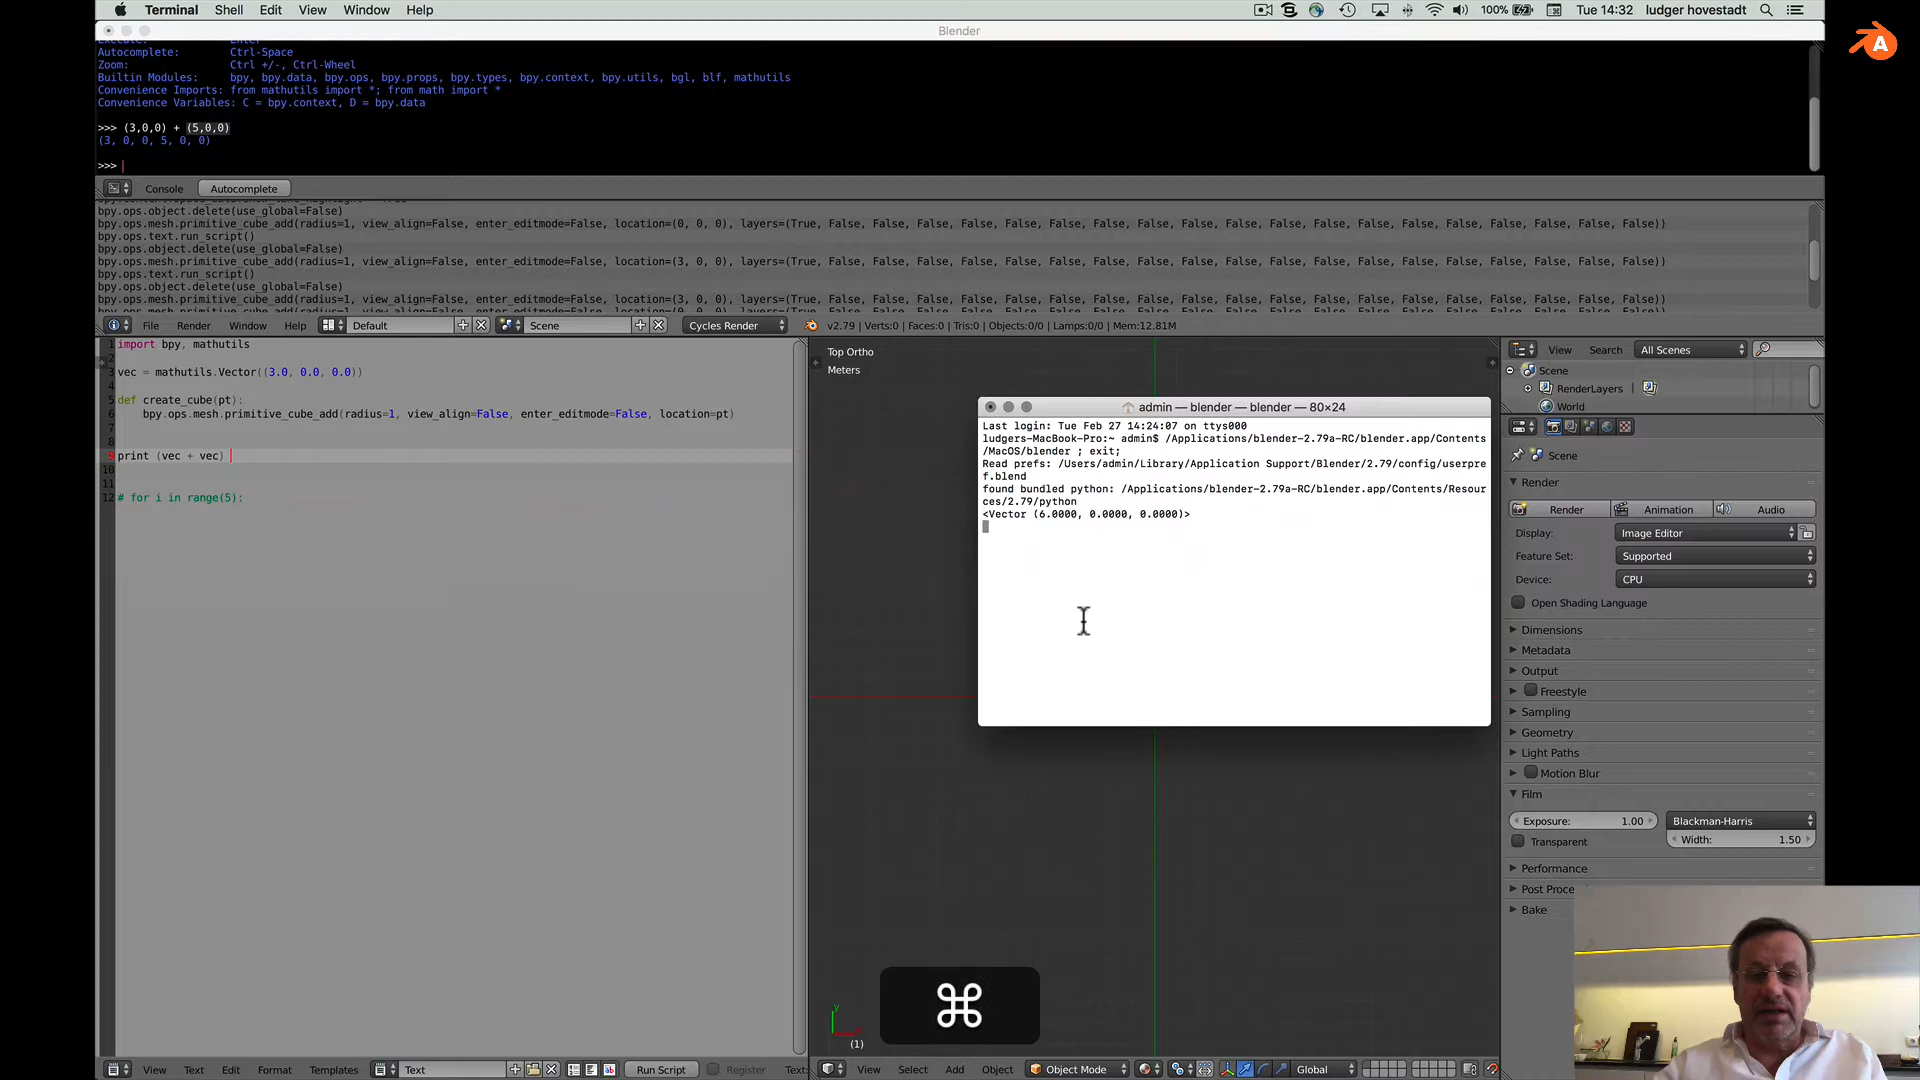 Terminal Shell Edit View Window Help
100% Tue 14:32 ludger hovestadt
Blender
A
Execute: Enter
Autocomplete: Ctrl-Space
Zoom: Ctrl +/-, Ctrl-Wheel
Builtin Modules: bpy, bpy.data, bpy.ops, bpy.props, bpy.types, bpy.context, bpy.utils, bgl, blf, mathutils
Convenience Imports: from mathutils import *; from math import *
Convenience Variables: C = bpy.context, D = bpy.data
>>> (3,0,0) + (5,0,0)
(3, 0, 0, 5, 0, 0)
>>>
Console Autocomplete
bpy.ops.object.delete(use_global=False)
bpy.ops.mesh.primitive_cube_add(radius=1, view_align=False, enter_editmode=False, location=(0, 0, 0), layers=(True, False, False, False, False, False, False, False, False, False, False, False, False, False, False, False, False, False, False, False))
bpy.ops.text.run_script()
bpy.ops.object.delete(use_global=False)
bpy.ops.mesh.primitive_cube_add(radius=1, view_align=False, enter_editmode=False, location=(3, 0, 0), layers=(True, False, False, False, False, False, False, False, False, False, False, False, False, False, False, False, False, False, False, False))
bpy.ops.text.run_script()
bpy.ops.object.delete(use_global=False)
bpy.ops.mesh.primitive_cube_add(radius=1, view_align=False, enter_editmode=False, location=(3, 0, 0), layers=(True, False, False, False, False, False, False, False, False, False, False, False, False, False, False, False, False, False, False, False))
File Render Window Help Default Scene Cycles Render v2.79 | Verts:0 | Faces:0 | Tris:0 | Objects:0/0 | Lamps:0/0 | Mem:12.81M
1 import bpy, mathutils
2
3 vec = mathutils.Vector((3.0, 0.0, 0.0))
4
5 def create_cube(pt):
6 bpy.ops.mesh.primitive_cube_add(radius=1, view_align=False, enter_editmode=False, location=pt)
7
8
9 print (vec + vec)
10
11
12 # for i in range(5):
View Text Edit Format Templates Text Run Script Register Text:
Top Ortho
Meters
admin — blender — blender — 80×24
Last login: Tue Feb 27 14:24:07 on ttys000
ludgers-MacBook-Pro:~ admin$ /Applications/blender-2.79a-RC/blender.app/Contents
/MacOS/blender ; exit;
Read prefs: /Users/admin/Library/Application Support/Blender/2.79/config/userpre
f.blend
found bundled python: /Applications/blender-2.79a-RC/blender.app/Contents/Resour
ces/2.79/python
<Vector (6.0000, 0.0000, 0.0000)>
⌘
y
(1)
View Select Add Object Object Mode Global
View Search All Scenes
Scene
RenderLayers
World
Scene
Render
Render Animation Audio
Display: Image Editor
Feature Set: Supported
Device: CPU
Open Shading Language
Dimensions
Metadata
Output
Freestyle
Sampling
Geometry
Light Paths
Motion Blur
Film
Exposure: 1.00 Blackman-Harris
Transparent Width: 1.50
Performance
Post Proce
Bake